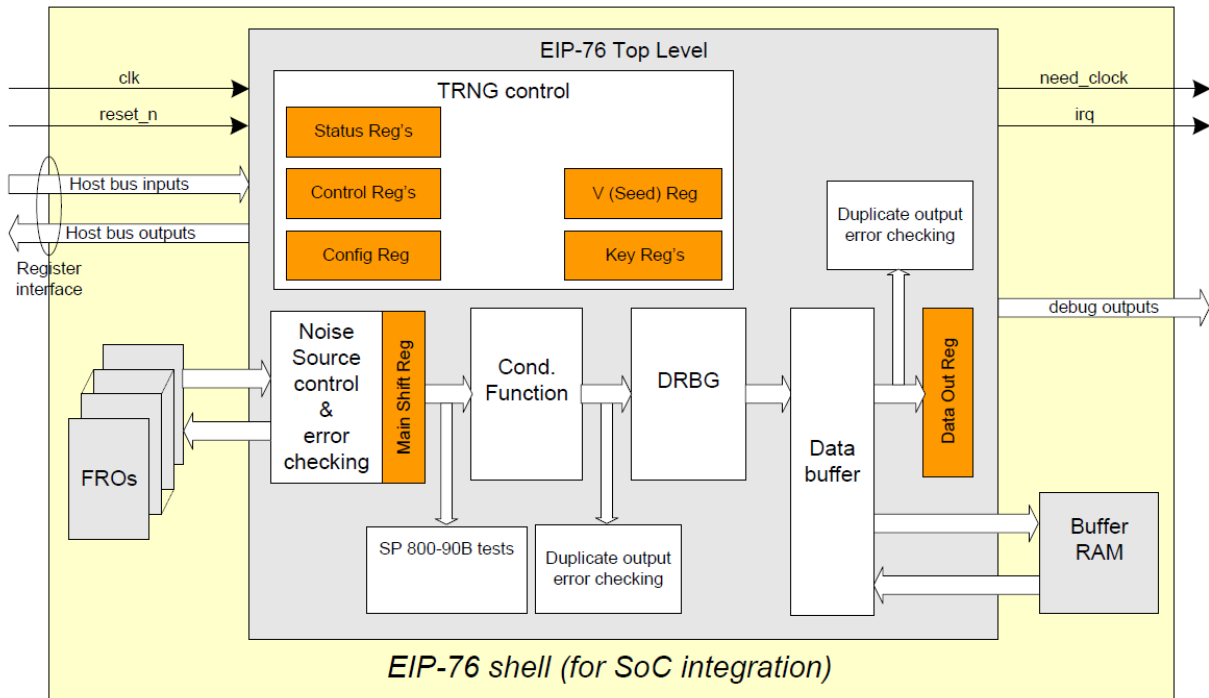 EIP-76 Top Level
clk
need_clock
TRNG control
reset_n
irq
Status Reg's
Host bus inputs
Control Reg's
V (Seed) Reg
Duplicate output
error checking
Host bus outputs
Config Reg
Key Reg's
Register
interface
debug outputs
Noise
Source
control
&
error
checking
Main Shift Reg
Cond.
Function
DRBG
Data
buffer
Data Out Reg
FROs
SP 800-90B tests
Duplicate output
error checking
Buffer
RAM
EIP-76 shell (for SoC integration)